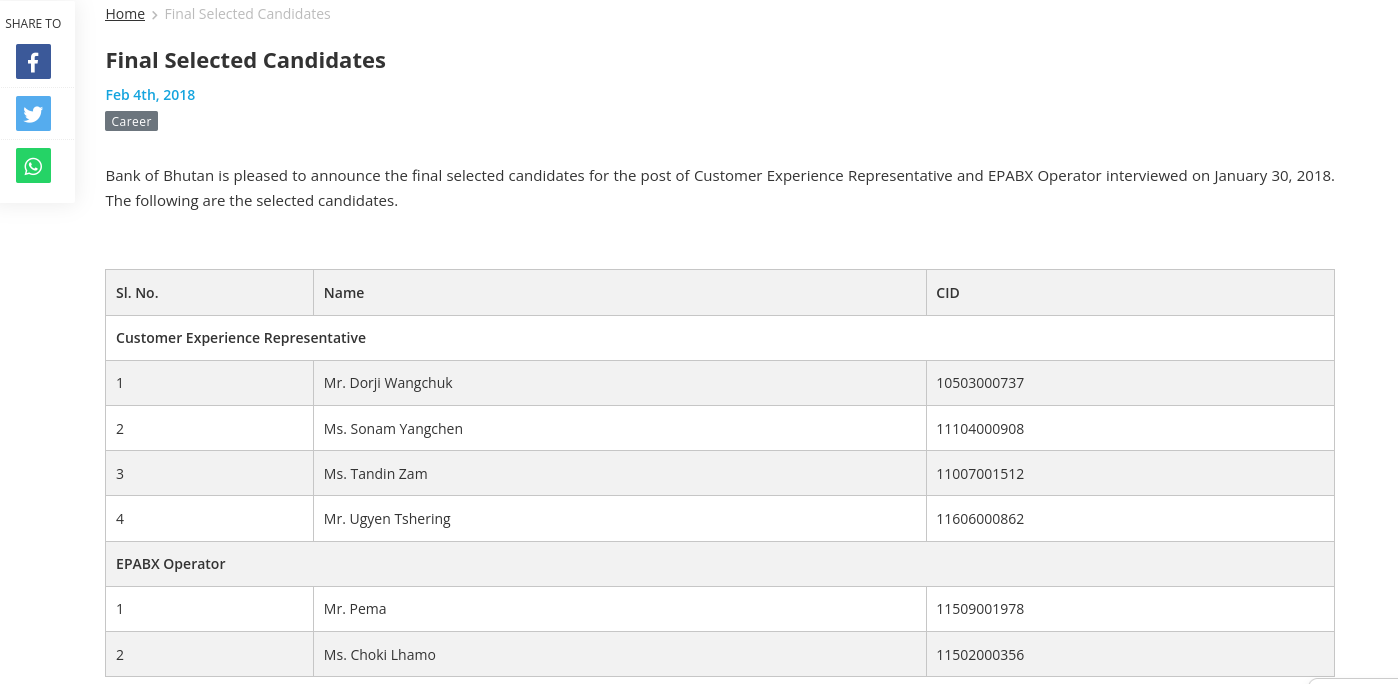 SHARE TO
Home > Final Selected Candidates
Final Selected Candidates
Feb 4th, 2018
Career
Bank of Bhutan is pleased to announce the final selected candidates for the post of Customer Experience Representative and EPABX Operator interviewed on January 30, 2018.
The following are the selected candidates.
Sl. No. Name CID
Customer Experience Representative
1 Mr. Dorji Wangchuk 10503000737
2 Ms. Sonam Yangchen 11104000908
3 Ms. Tandin Zam 11007001512
4 Mr. Ugyen Tshering 11606000862
EPABX Operator
1 Mr. Pema 11509001978
2 Ms. Choki Lhamo 11502000356